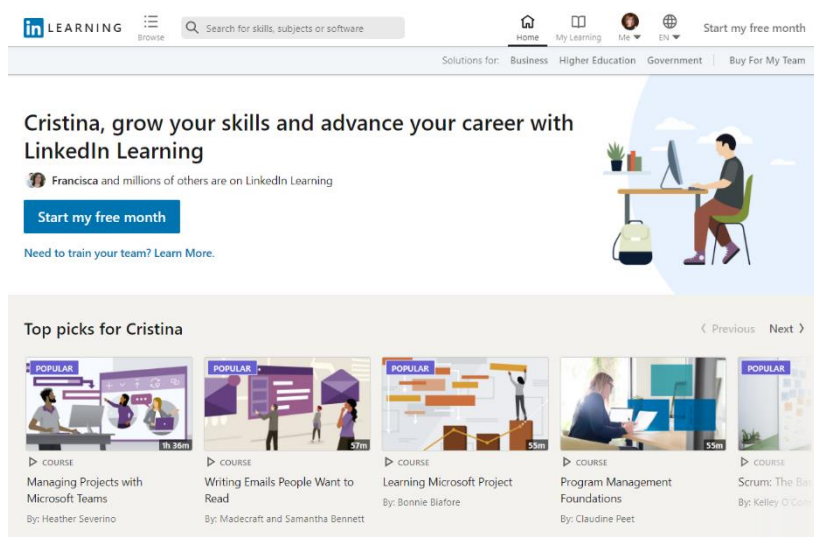 in LEARNING
Browse
Search for skills, subjects or software
Home
My Learning
Me
EN
Start my free month
Solutions for: Business Higher Education Government Buy For My Team
Cristina, grow your skills and advance your career with
LinkedIn Learning
Francisca and millions of others are on LinkedIn Learning
Start my free month
Need to train your team? Learn More.
Top picks for Cristina
Previous Next
POPULAR
1h 36m
COURSE
Managing Projects with
Microsoft Teams
By: Heather Severino
POPULAR
57m
COURSE
Writing Emails People Want to
Read
By: Madecraft and Samantha Bennett
POPULAR
55m
COURSE
Learning Microsoft Project
By: Bonnie Biafore
55m
COURSE
Program Management
Foundations
By: Claudine Peet
POPULAR
COURSE
Scrum: The
By: Kelley